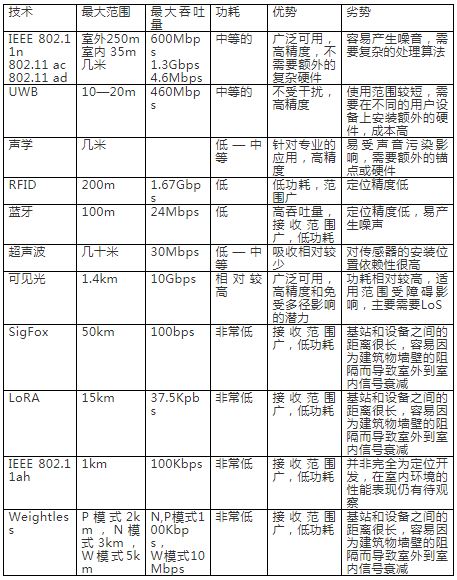 技术 最大范围 最大吞吐量 功耗 优势 劣势
IEEE 802.11n 802.11 ac 802.11 ad 室外250m 室内 35m 几米 600Mbps 1.3Gbps 4.6Mbps 中等的 广泛可用，高精度，不需要额外的复杂硬件 容易产生噪音，需要复杂的处理算法
UWB 10—20m 460Mbps 中等的 不受干扰，高精度 使用范围较短，需要在不同的用户设备上安装额外的硬件，成本高
声学 几米 低—中等 针对专业的应用，高精度 易受声音污染影响，需要额外的锚点或硬件
RFID 200m 1.67Gbps 低 低功耗，范围广 定位精度低
蓝牙 100m 24Mbps 低 高吞吐量，接收范围广，低功耗 定位精度低，易产生噪声
超声波 几十米 30Mbps 低—中等 吸收相对较少 对传感器的安装位置依赖性很高
可见光 1.4km 10Gbps 相对较高 广泛可用，高精度和免受多径影响的潜力 功耗相对较高，适用范围受障碍影响，主要需要LoS
SigFox 50km 100bps 非常低 接收范围广，低功耗 基站和设备之间的距离很长，容易因为建筑物墙壁的阻隔而导致室外到室内信号衰减
LoRA 15km 37.5Kpbs 非常低 接收范围广，低功耗 基站和设备之间的距离很长，容易因为建筑物墙壁的阻隔而导致室外到室内信号衰减
IEEE 802.11ah 1km 100Kbps 非常低 接收范围广，低功耗 并非完全为定位开发，在室内环境的性能表现仍有待观察
Weightless P模式2km，N模式3km，W模式5km N,P模式100Kbps，W模式10Mbps 非常低 接收范围广，低功耗 基站和设备之间的距离很长，容易因为建筑物墙壁的阻隔而导致室外到室内信号衰减